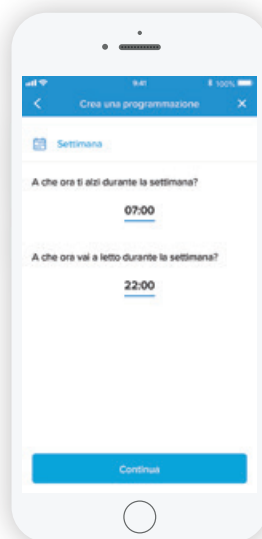 9:41
100%
Crea una programmazione
Settimana
A che ora ti alzi durante la settimana?
07:00
A che ora vai a letto durante la settimana?
22:00
Continua